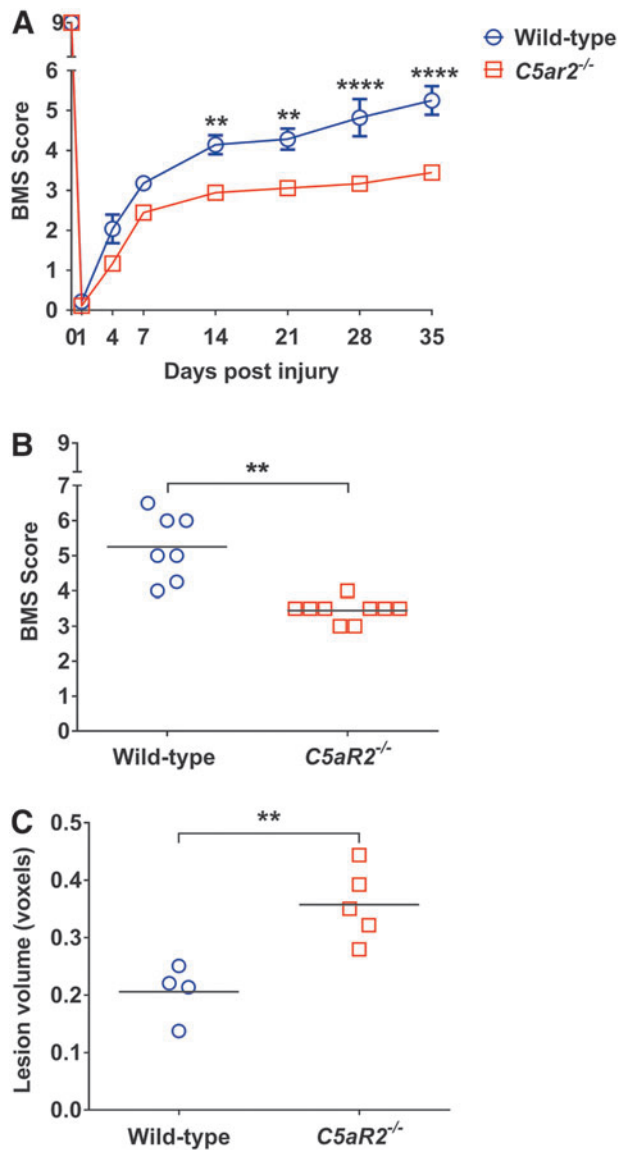 A
Wild-type
C5ar2-/-
9
6
5
4
3
2
1
0
BMS Score
** ** **** ****
0 1 4 7 14 21 28 35
Days post injury
B
9
7
6
5
4
3
2
1
0
BMS Score
**
Wild-type C5aR2-/-
C
0.5
0.4
0.3
0.2
0.1
0.0
Lesion volume (voxels)
**
Wild-type C5aR2-/-